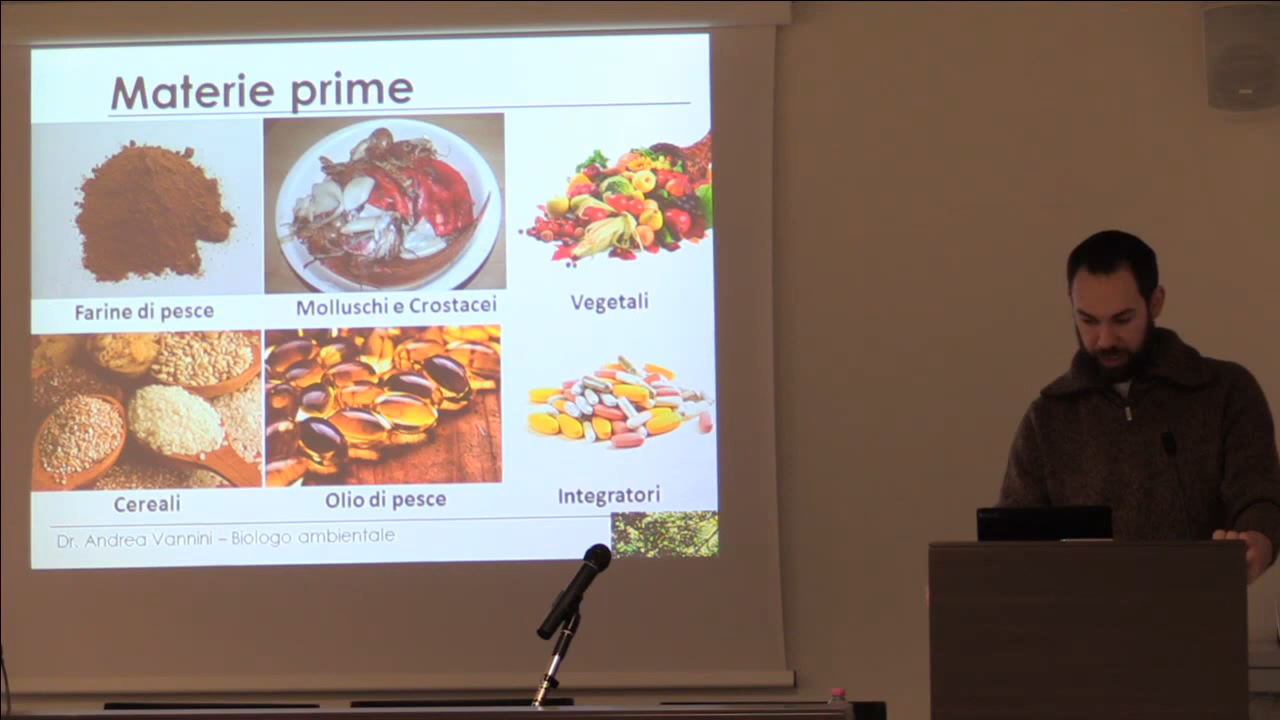 Materie prime
Farine di pesce
Molluschi e Crostacei
Vegetali
Cereali
Olio di pesce
Integratori
Dr. Andrea Vannini – Biologo ambientale